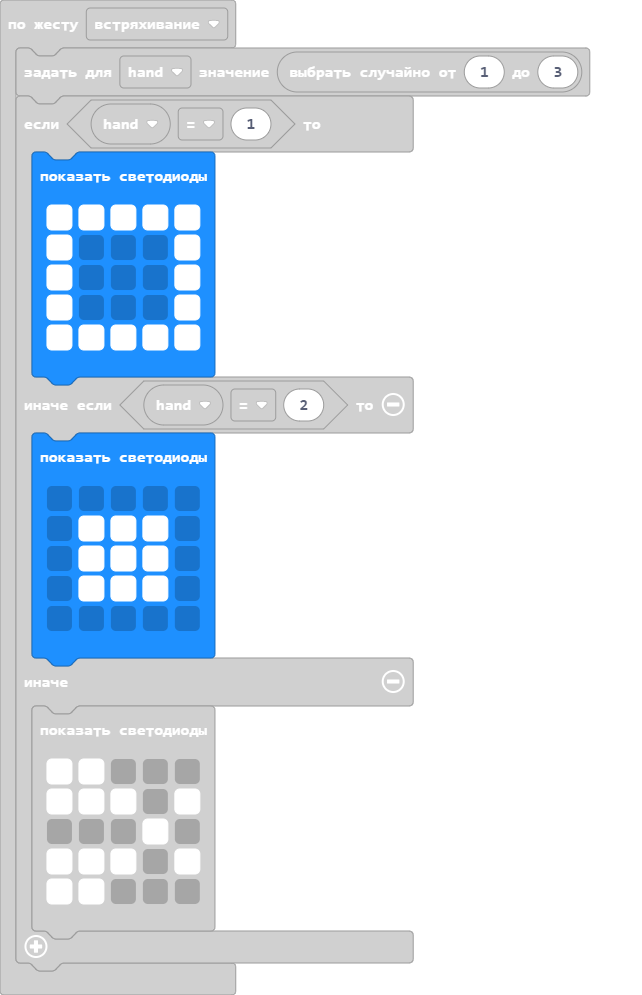 по жесту встряхивание
задать для hand значение выбрать случайно от 1 до 3
если hand = 1 то
показать светодиоды
иначе если hand = 2 то
показать светодиоды
иначе
показать светодиоды